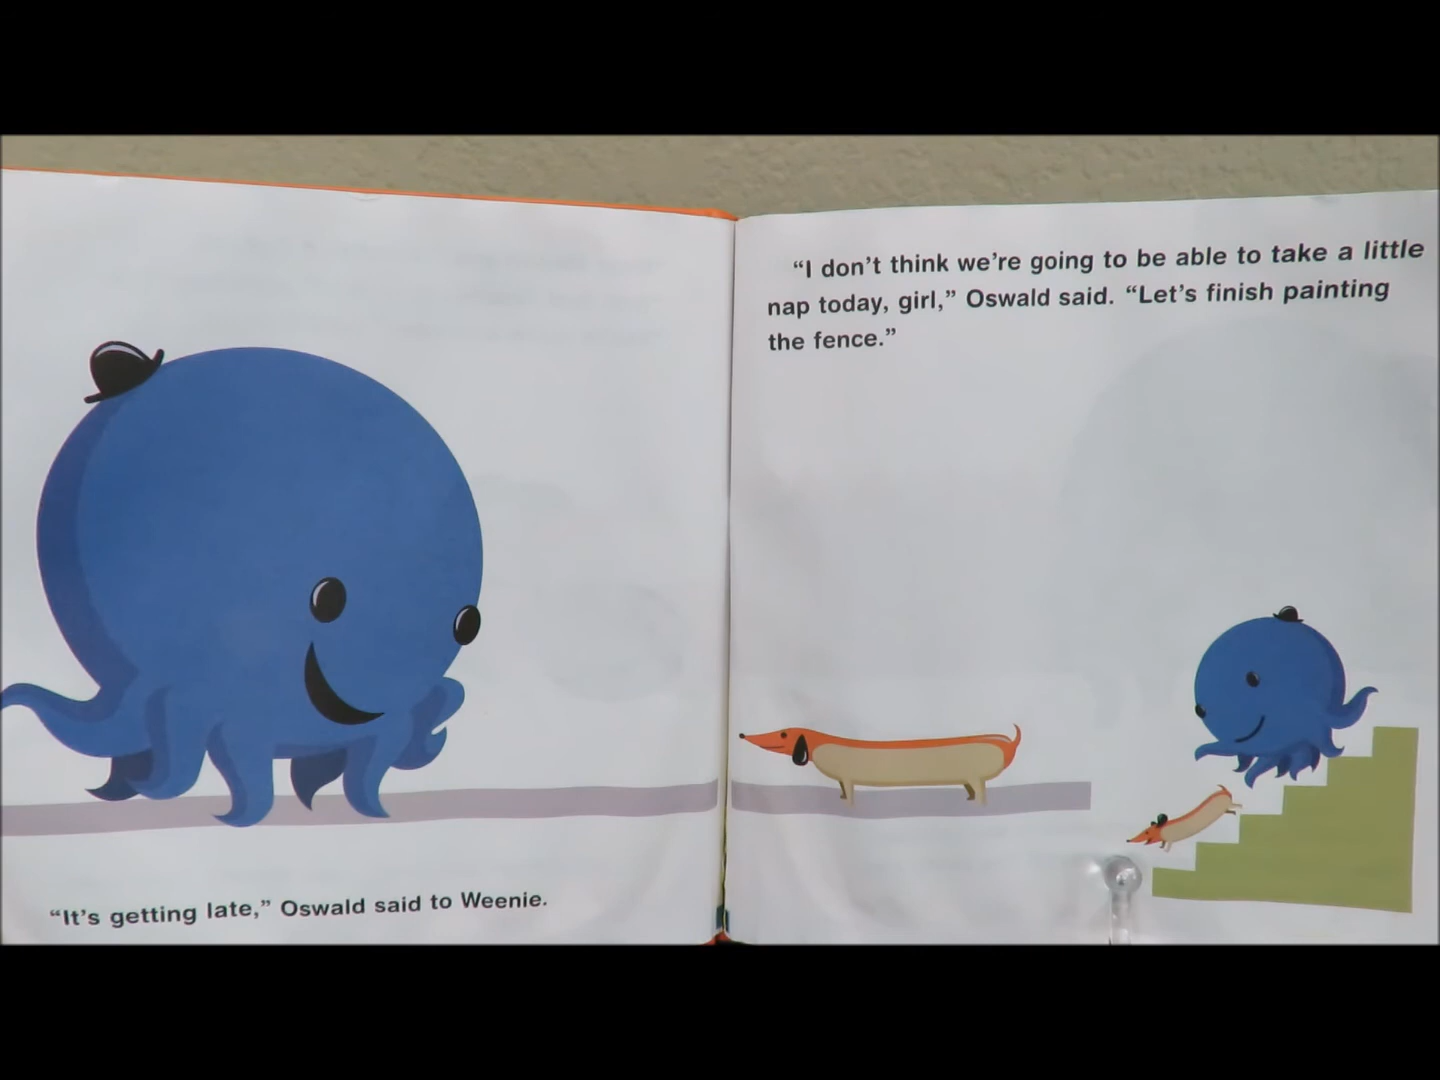 “It’s getting late,” Oswald said to Weenie.
“I don’t think we’re going to be able to take a little
nap today, girl,” Oswald said. “Let’s finish painting
the fence.”